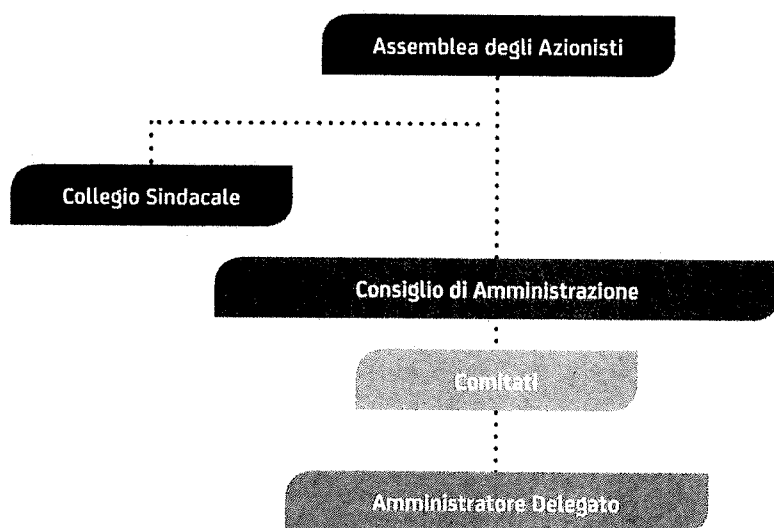 Assemblea degli Azionisti
Collegio Sindacale
Consiglio di Amministrazione
Comitati
Amministratore Delegato